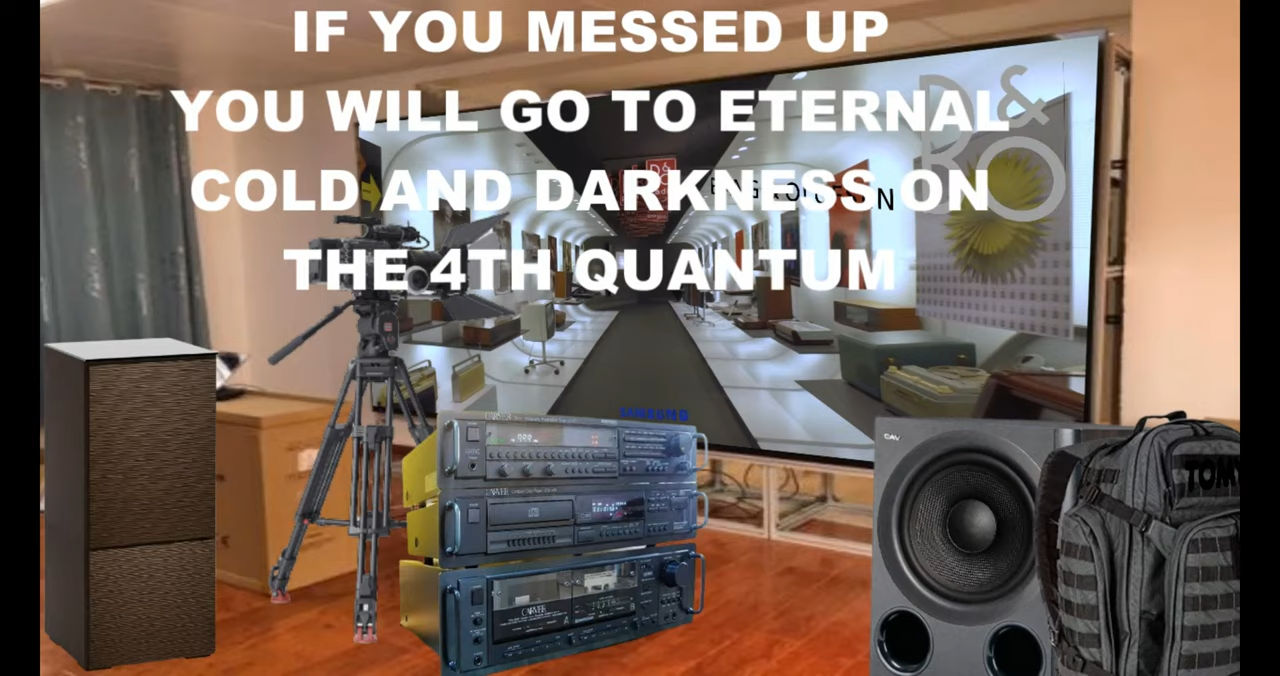 IF YOU MESSED UP
YOU WILL GO TO ETERNAL
COLD AND DARKNESS ON
THE 4TH QUANTUM
B &
O
SAMSUNG
CARVER
CARVER
CARVER
CAV
TOMY